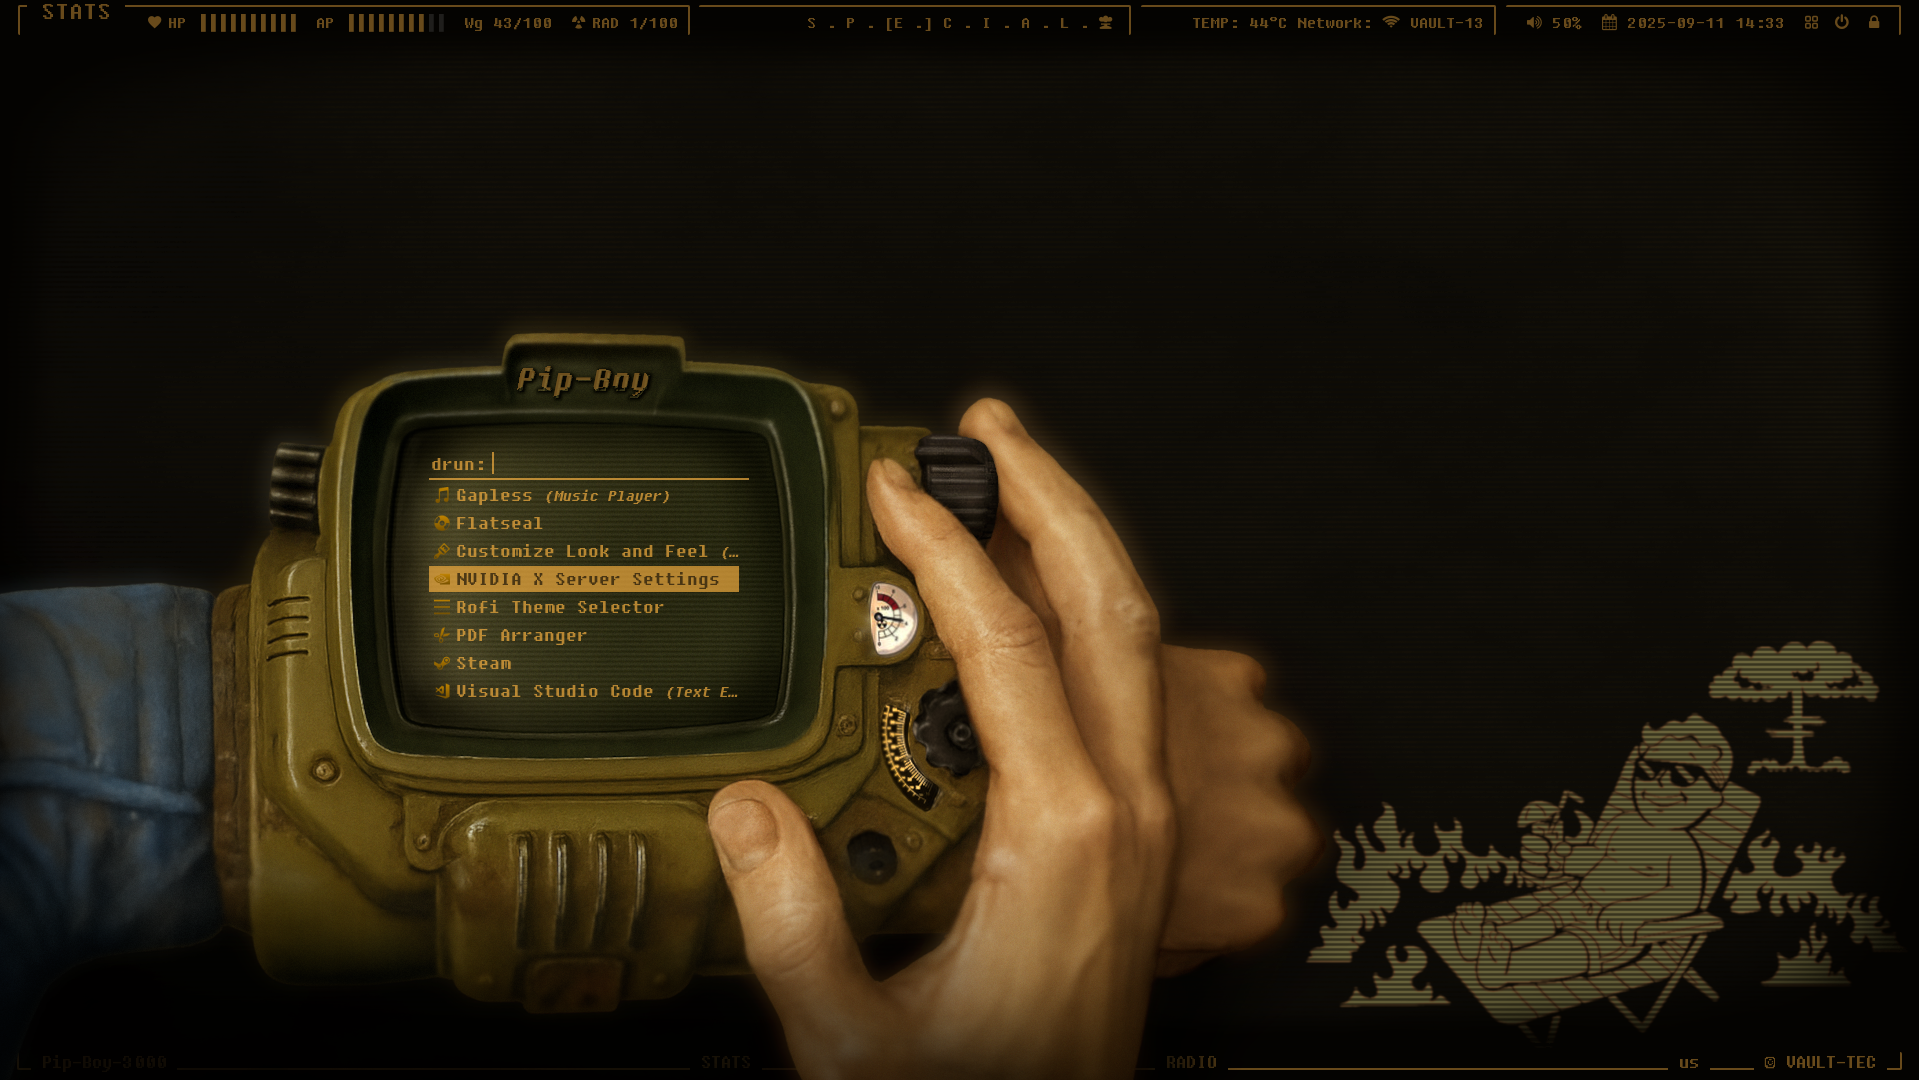 STATS
HP AP Wg 43/100 RAD 1/100
S . P . [E .] C . I . A . L .
TEMP: 44°C Network: VAULT-13
50% 2025-09-11 14:33
Pip-Boy
drun:
Gapless (Music Player)
Flatseal
Customize Look and Feel (…
NVIDIA X Server Settings
Rofi Theme Selector
PDF Arranger
Steam
Visual Studio Code (Text E…
Pip-Boy-3000 STATS RADIO us VAULT-TEC